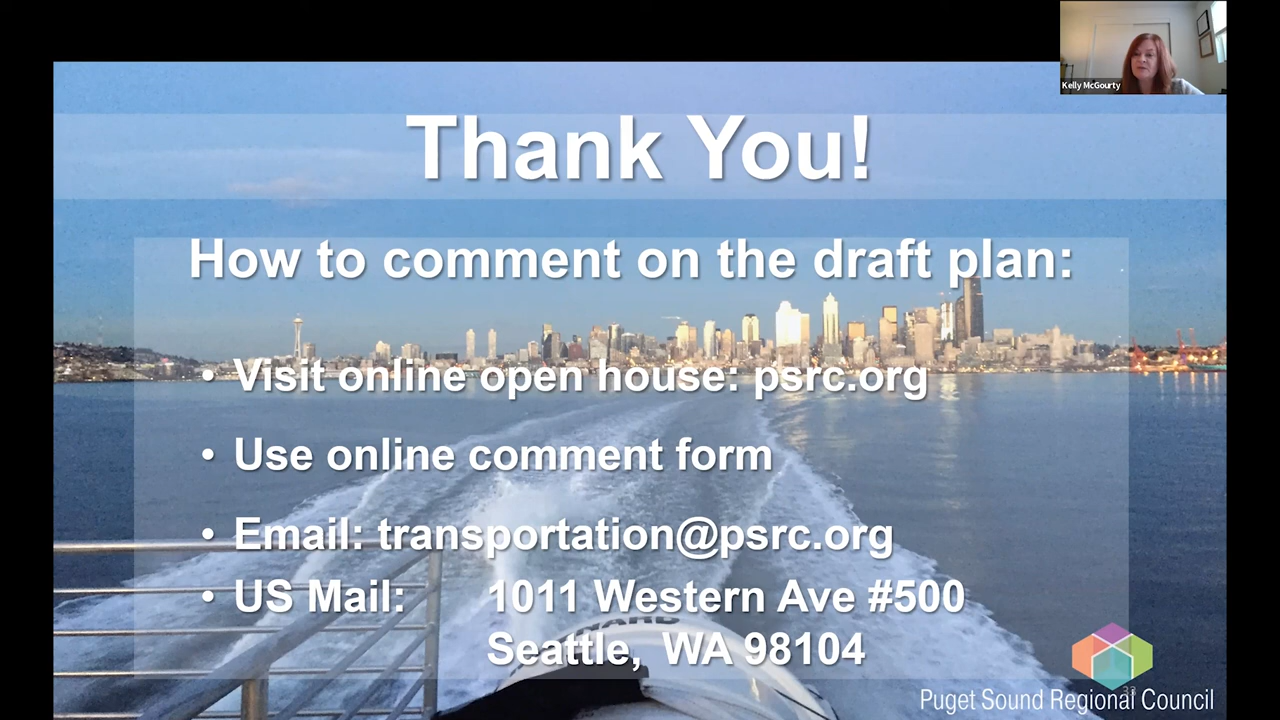 Kelly McGourty
Thank You!
How to comment on the draft plan:
• Visit online open house: psrc.org
• Use online comment form
• Email: transportation@psrc.org
• US Mail: 1011 Western Ave #500
Seattle, WA 98104
Puget Sound Regional Council